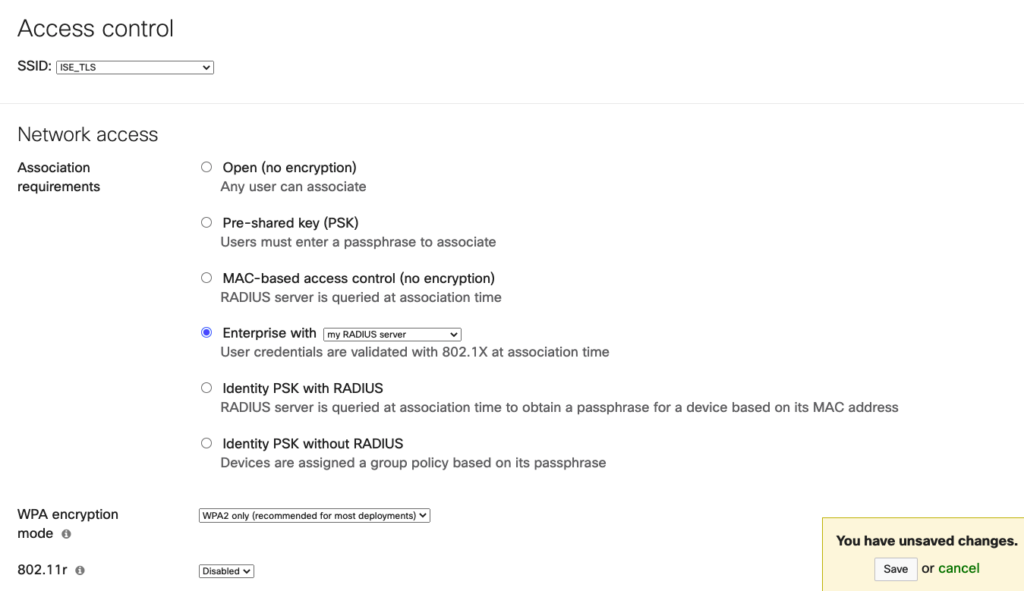 Access control
SSID: ISE_TLS
Network access
Association
requirements
Open (no encryption)
Any user can associate
Pre-shared key (PSK)
Users must enter a passphrase to associate
MAC-based access control (no encryption)
RADIUS server is queried at association time
Enterprise with my RADIUS server
User credentials are validated with 802.1X at association time
Identity PSK with RADIUS
RADIUS server is queried at association time to obtain a passphrase for a device based on its MAC address
Identity PSK without RADIUS
Devices are assigned a group policy based on its passphrase
WPA encryption
mode
WPA2 only (recommended for most deployments)
802.11r
Disabled
You have unsaved changes.
Save or cancel